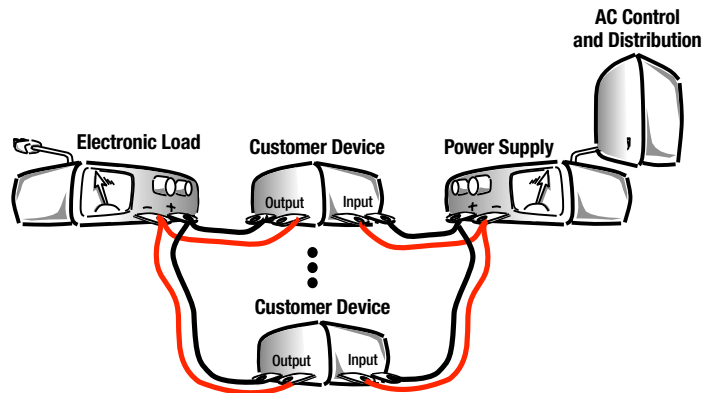 AC Control
and Distribution
Electronic Load
Customer Device
Power Supply
Output
Input
- +
+ -
Customer Device
Output
Input